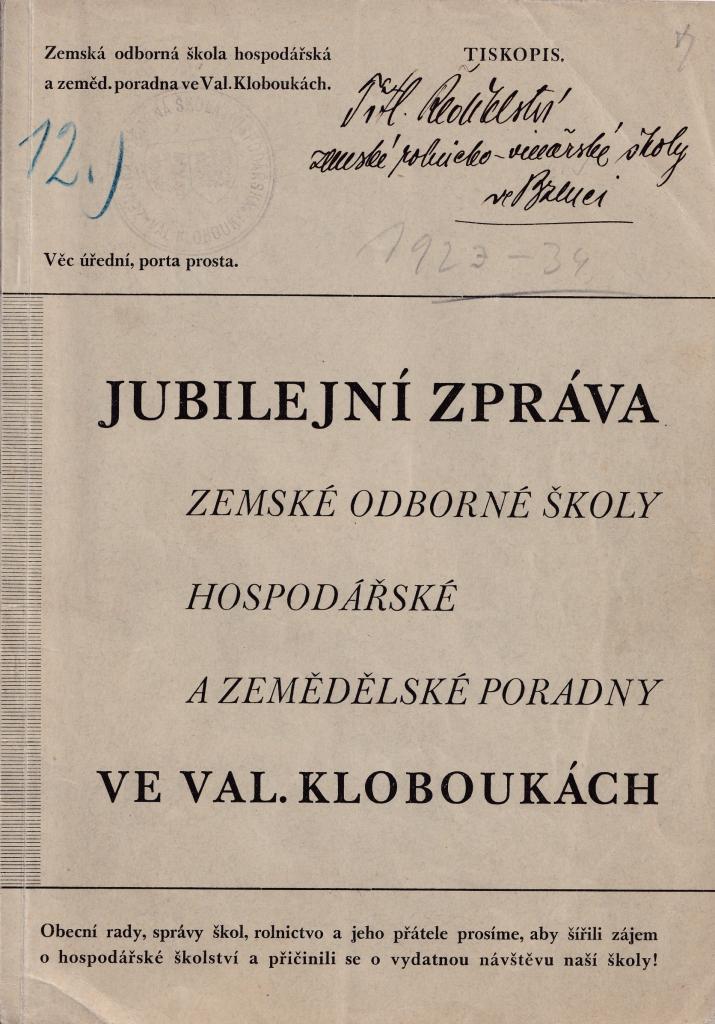 Zemská odborná škola hospodářská
a zeměd. poradna ve Val. Kloboukách.
TISKOPIS.
12.)
Ředitelství
zemské rolnicko-vinařské školy
ve Bzenci
Věc úřední, porta prosta.
1923-34
JUBILEJNÍ ZPRÁVA
ZEMSKÉ ODBORNÉ ŠKOLY
HOSPODÁŘSKÉ
A ZEMĚDĚLSKÉ PORADNY
VE VAL. KLOBOUKÁCH
Obecní rady, správy škol, rolnictvo a jeho přátele prosíme, aby šířili zájem
o hospodářské školství a přičinili se o vydatnou návštěvu naší školy!